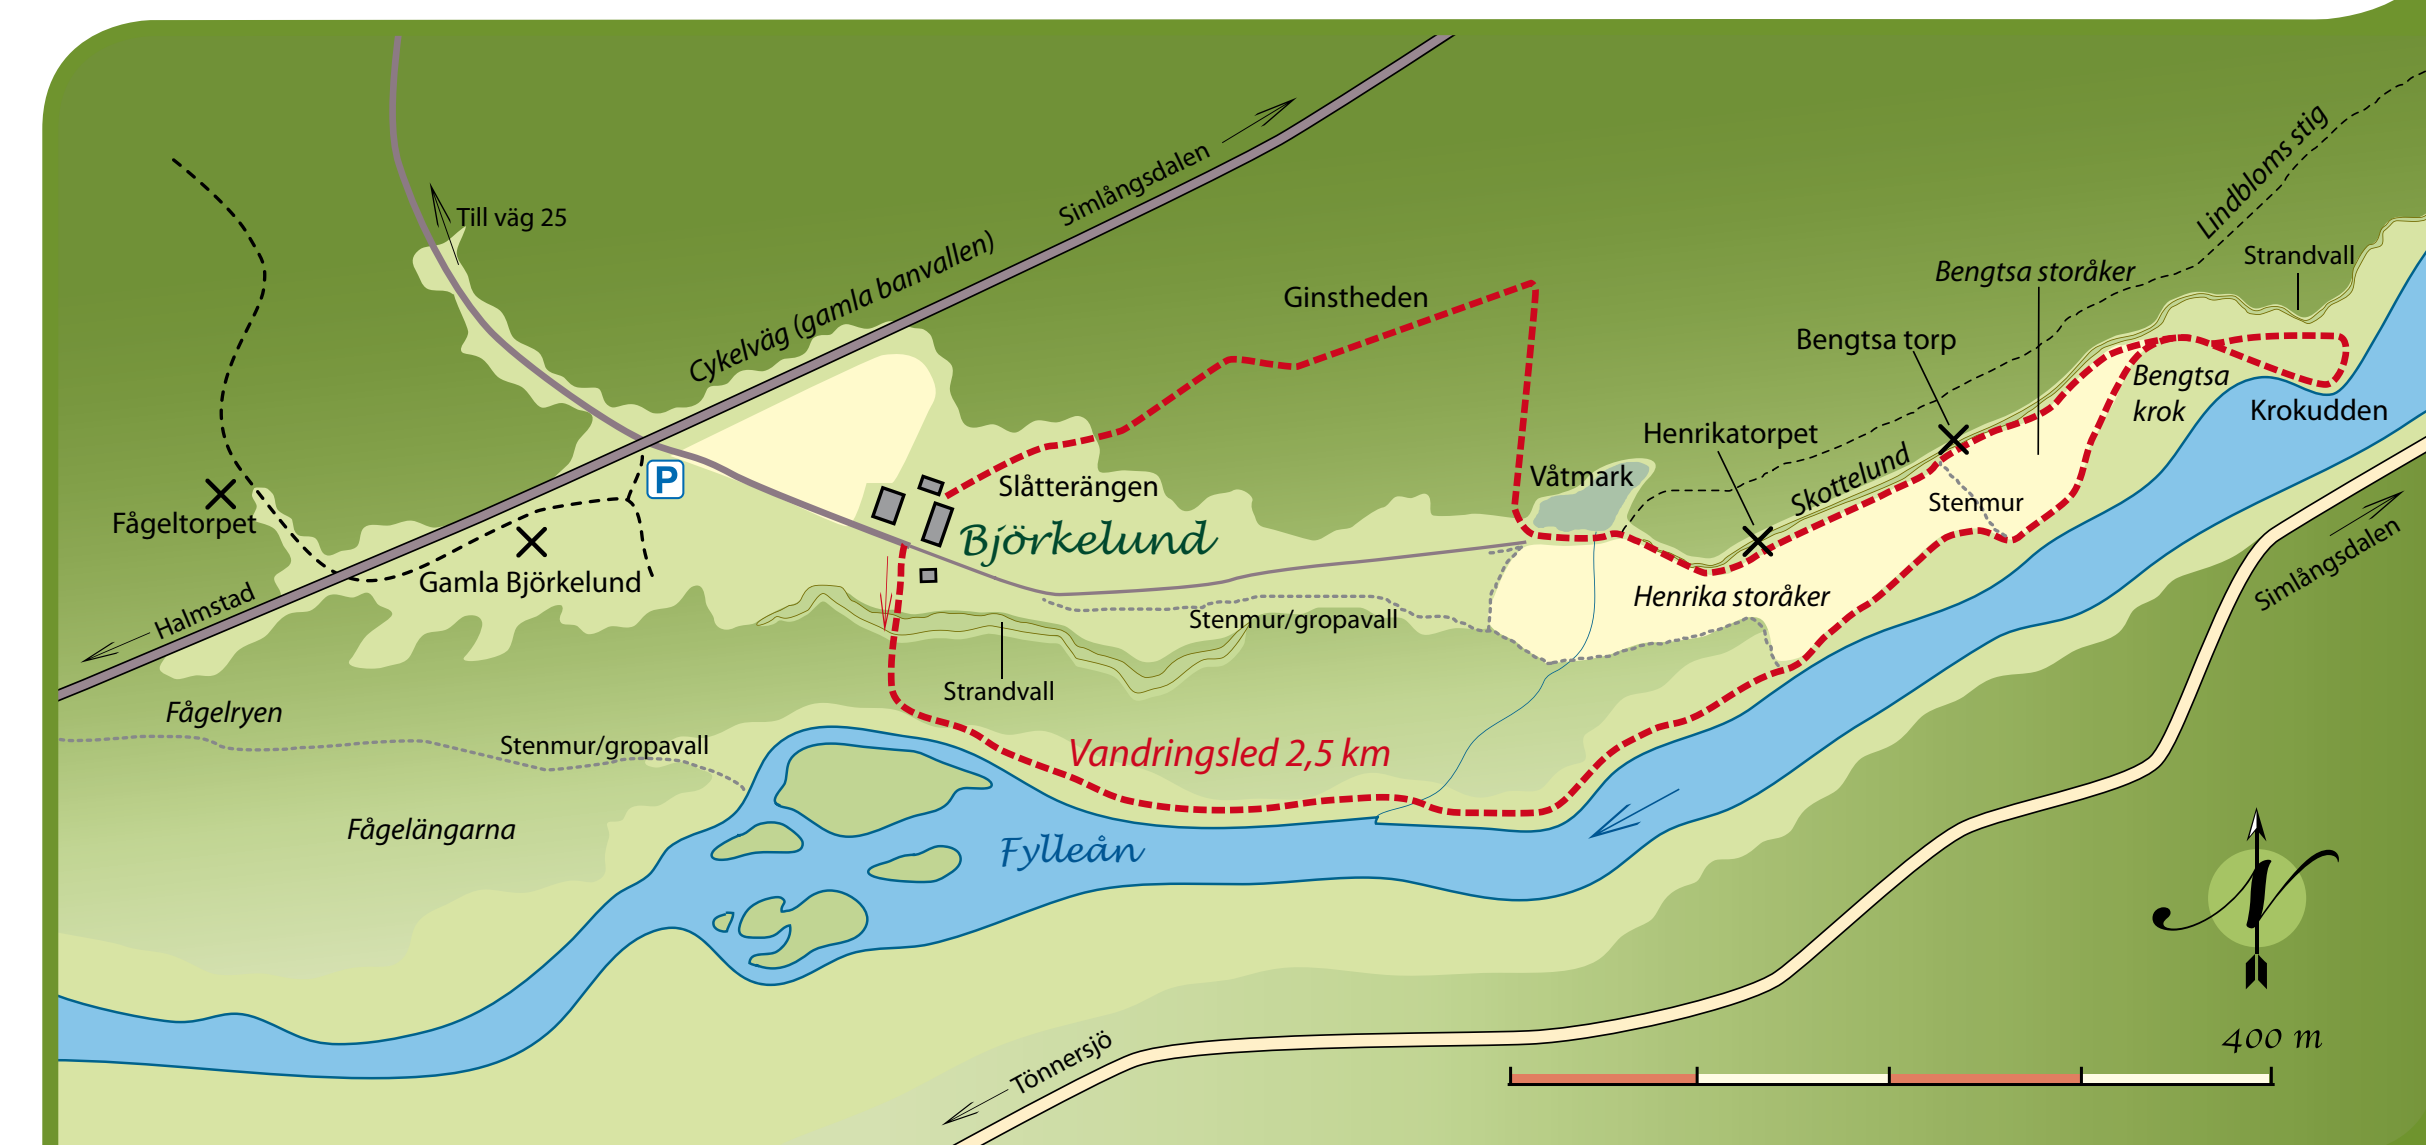 Till väg 25
Simlångsdalen
Cykelväg (gamla banvallen)
Lindbloms stig
Strandvall
Bengtsa storåker
Ginstheden
Bengtsa torp
Bengtsa
krok
Krokudden
Henrikatorpet
Våtmark
Skottelund
Stenmur
P
Slåtterängen
Björkelund
Fågeltorpet
Gamla Björkelund
Halmstad
Henrika storåker
Stenmur/gropavall
Simlångsdalen
Strandvall
Fågelryen
Stenmur/gropavall
Vandringsled 2,5 km
Fågelängarna
Fylleån
N
400 m
Tönnersjö